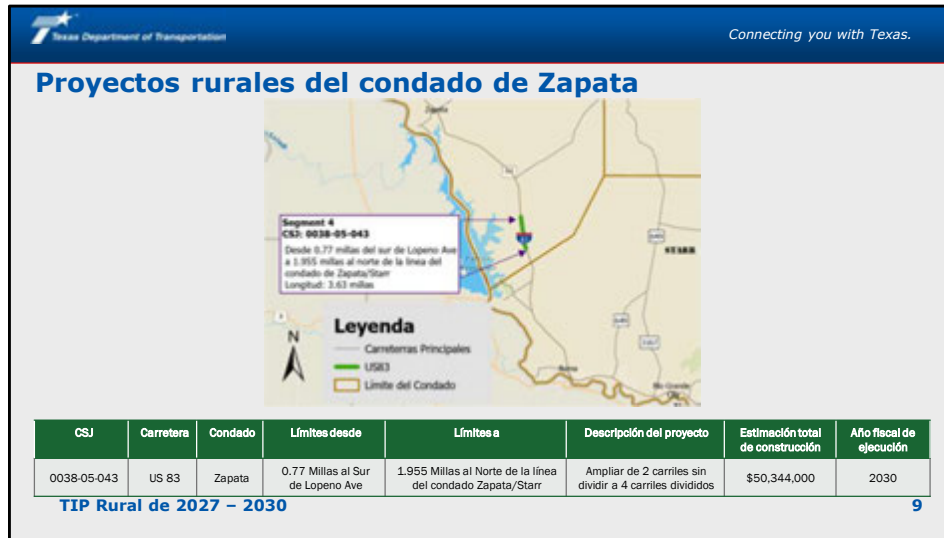 Texas Department of Transportation
Connecting you with Texas.
Proyectos rurales del condado de Zapata
Zapata
Segment 4
CSJ: 0038-05-043
Desde 0.77 millas del sur de Lopeno Ave
a 1.955 millas al norte de la linea del
condado de Zapata/Starr
Longitud: 3.63 millas
STARR
Leyenda
N
Carreterras Principales
US83
Límite del Condado
Roma
Rio Grande
City
CSJ Carretera Condado Límites desde Límites a Descripción del proyecto Estimación total de construcción Año fiscal de ejecución
0038-05-043 US 83 Zapata 0.77 Millas al Sur de Lopeno Ave 1.955 Millas al Norte de la línea del condado Zapata/Starr Ampliar de 2 carriles sin dividir a 4 carriles divididos $50,344,000 2030
TIP Rural de 2027 – 2030
9